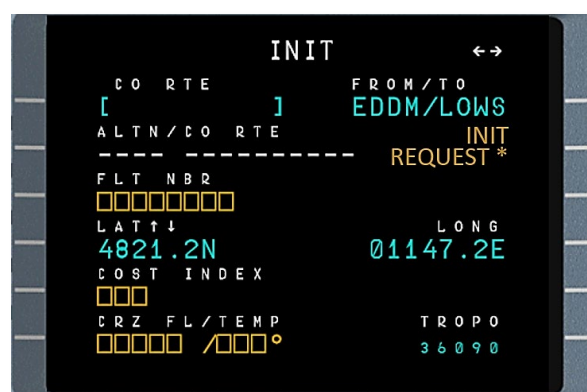 INIT ←→
CO RTE FROM/TO
[ ] EDDM/LOWS
ALTN/CO RTE INIT
---- ---------- REQUEST *
FLT NBR
□□□□□□□□
LAT↑↓ LONG
4821.2N 01147.2E
COST INDEX
□□□
CRZ FL/TEMP TROPO
□□□□□ /□□□° 36090